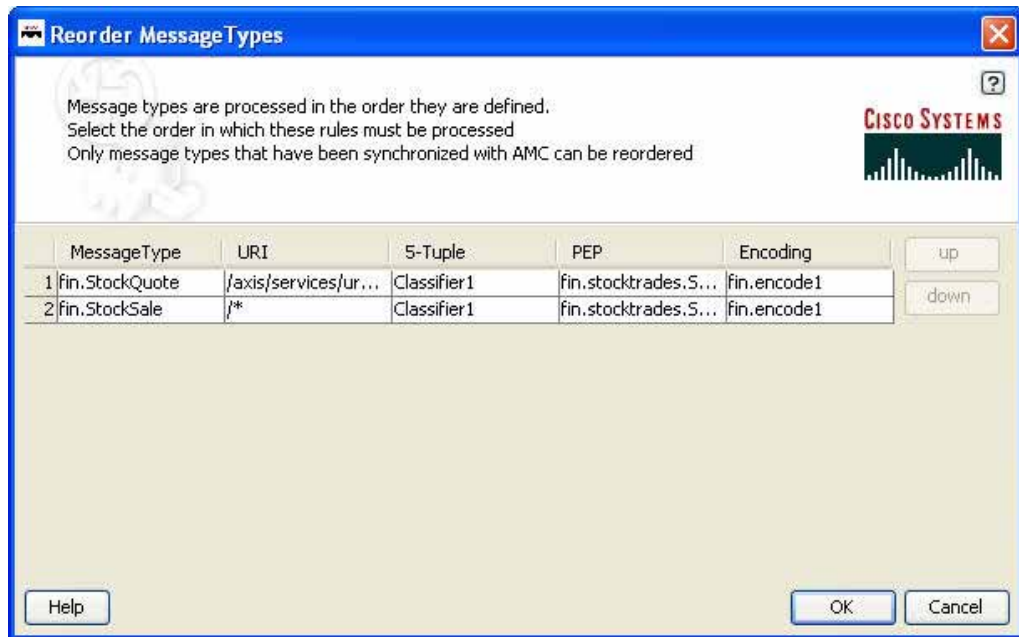 Reorder MessageTypes
?
Message types are processed in the order they are defined.
Select the order in which these rules must be processed
Only message types that have been synchronized with AMC can be reordered
CISCO SYSTEMS
MessageType URI 5-Tuple PEP Encoding
1 fin.StockQuote /axis/services/ur... Classifier1 fin.stocktrades.S... fin.encode1
2 fin.StockSale /* Classifier1 fin.stocktrades.S... fin.encode1
up
down
Help OK Cancel